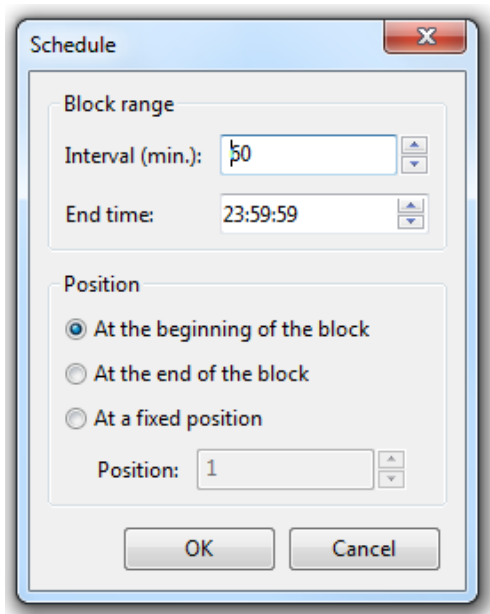 Schedule
Block range
Interval (min.):
End time: 23:59:59
Position
At the beginning of the block
At the end of the block
At a fixed position
Position: 1
OK Cancel